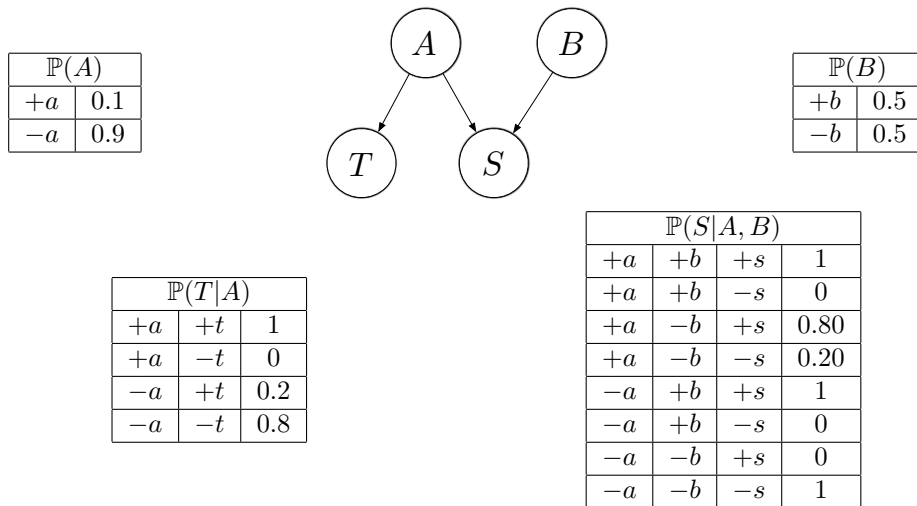 A
B
T
S
ℙ(A)
+a 0.1
−a 0.9
ℙ(B)
+b 0.5
−b 0.5
ℙ(T|A)
+a +t 1
+a −t 0
−a +t 0.2
−a −t 0.8
ℙ(S|A, B)
+a +b +s 1
+a +b −s 0
+a −b +s 0.80
+a −b −s 0.20
−a +b +s 1
−a +b −s 0
−a −b +s 0
−a −b −s 1